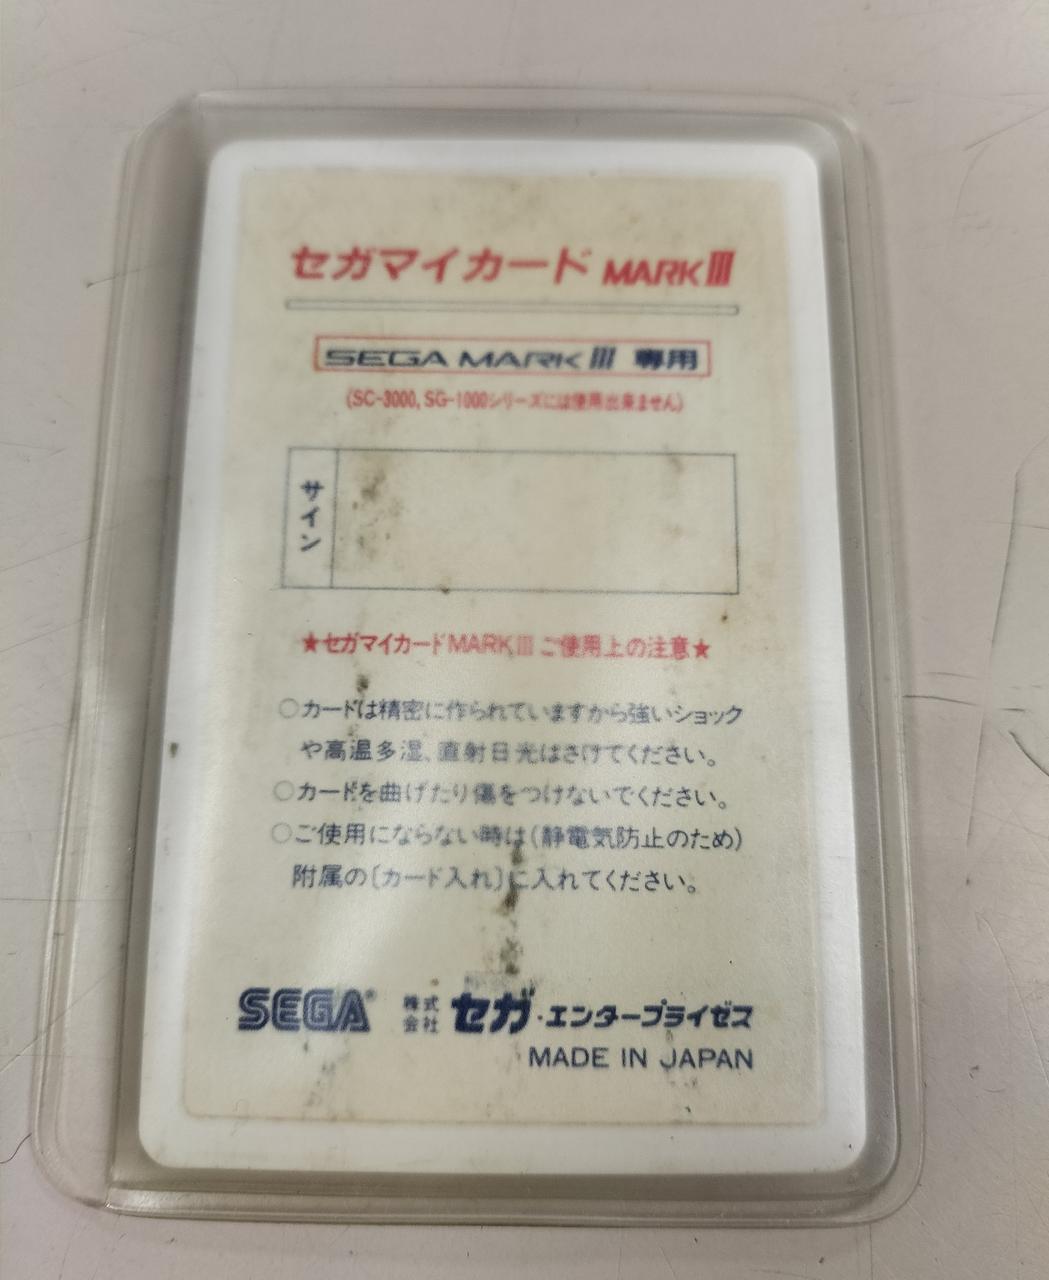 セガマイカード MARKⅢ
SEGA MARKⅢ 専用
(SC-3000, SG-1000シリーズには使用出来ません)
サイン
★セガマイカードMARKⅢ ご使用上の注意★
○カードは精密に作られていますから強いショック
や高温多湿、直射日光はさけてください。
○カードを曲げたり傷をつけないでください。
○ご使用にならない時は(静電気防止のため)
附属の〔カード入れ〕に入れてください。
SEGA® 株式会社 セガ・エンタープライゼス
MADE IN JAPAN